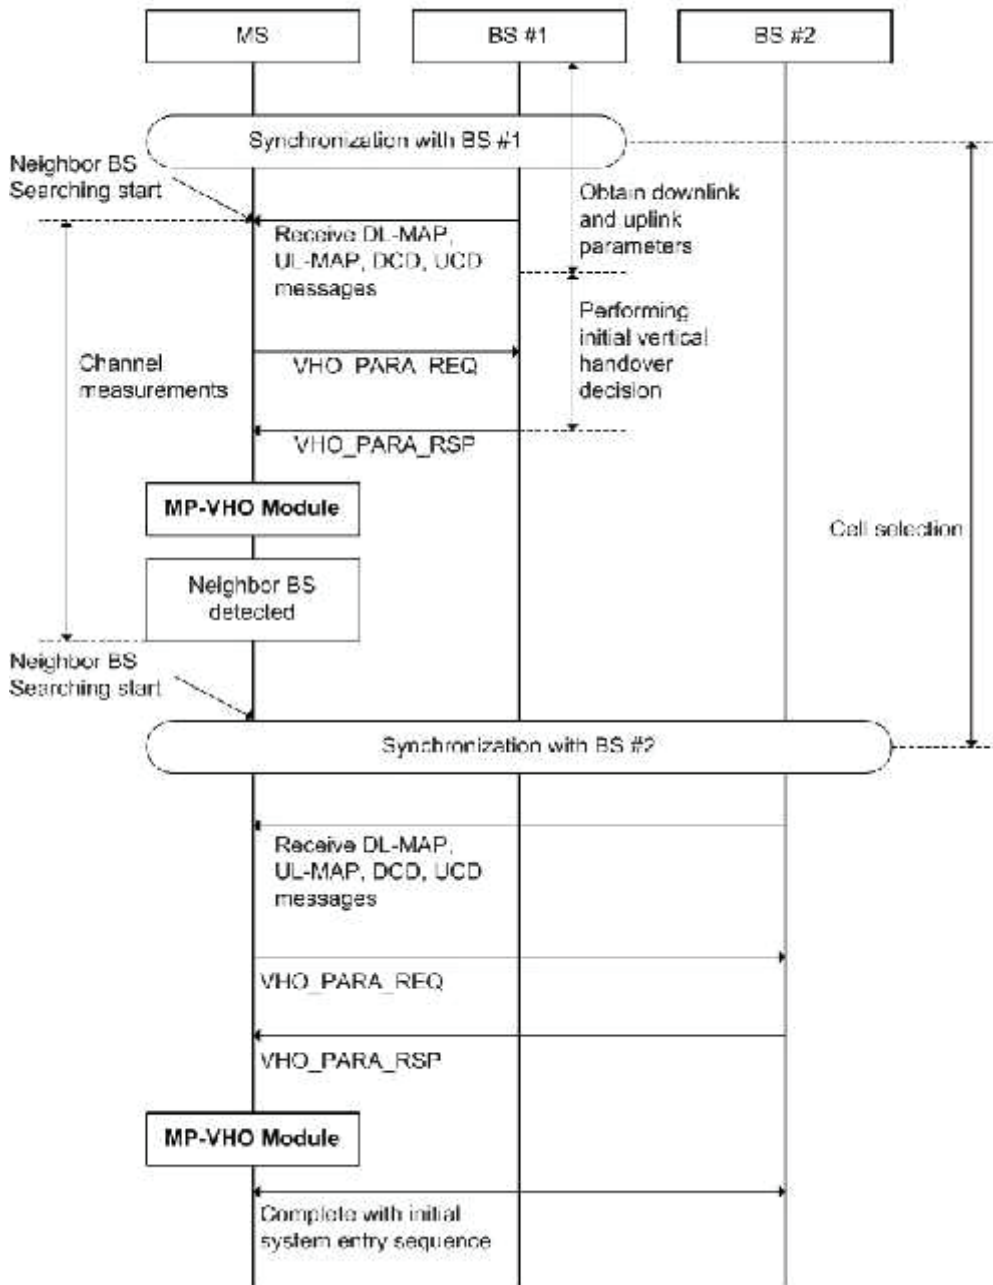 MS
BS #1
BS #2
Synchronization with BS #1
Neighbor BS
Searching start
Obtain downlink
and uplink
parameters
Receive DL-MAP,
UL-MAP, DCD, UCD
messages
Performing
initial vertical
handover
decision
Channel
measurements
VHO_PARA_REQ
VHO_PARA_RSP
MP-VHO Module
Cell selection
Neighbor BS
detected
Neighbor BS
Searching start
Synchronization with BS #2
Receive DL-MAP,
UL-MAP, DCD, UCD
messages
VHO_PARA_REQ
VHO_PARA_RSP
MP-VHO Module
Complete with initial
system entry sequence